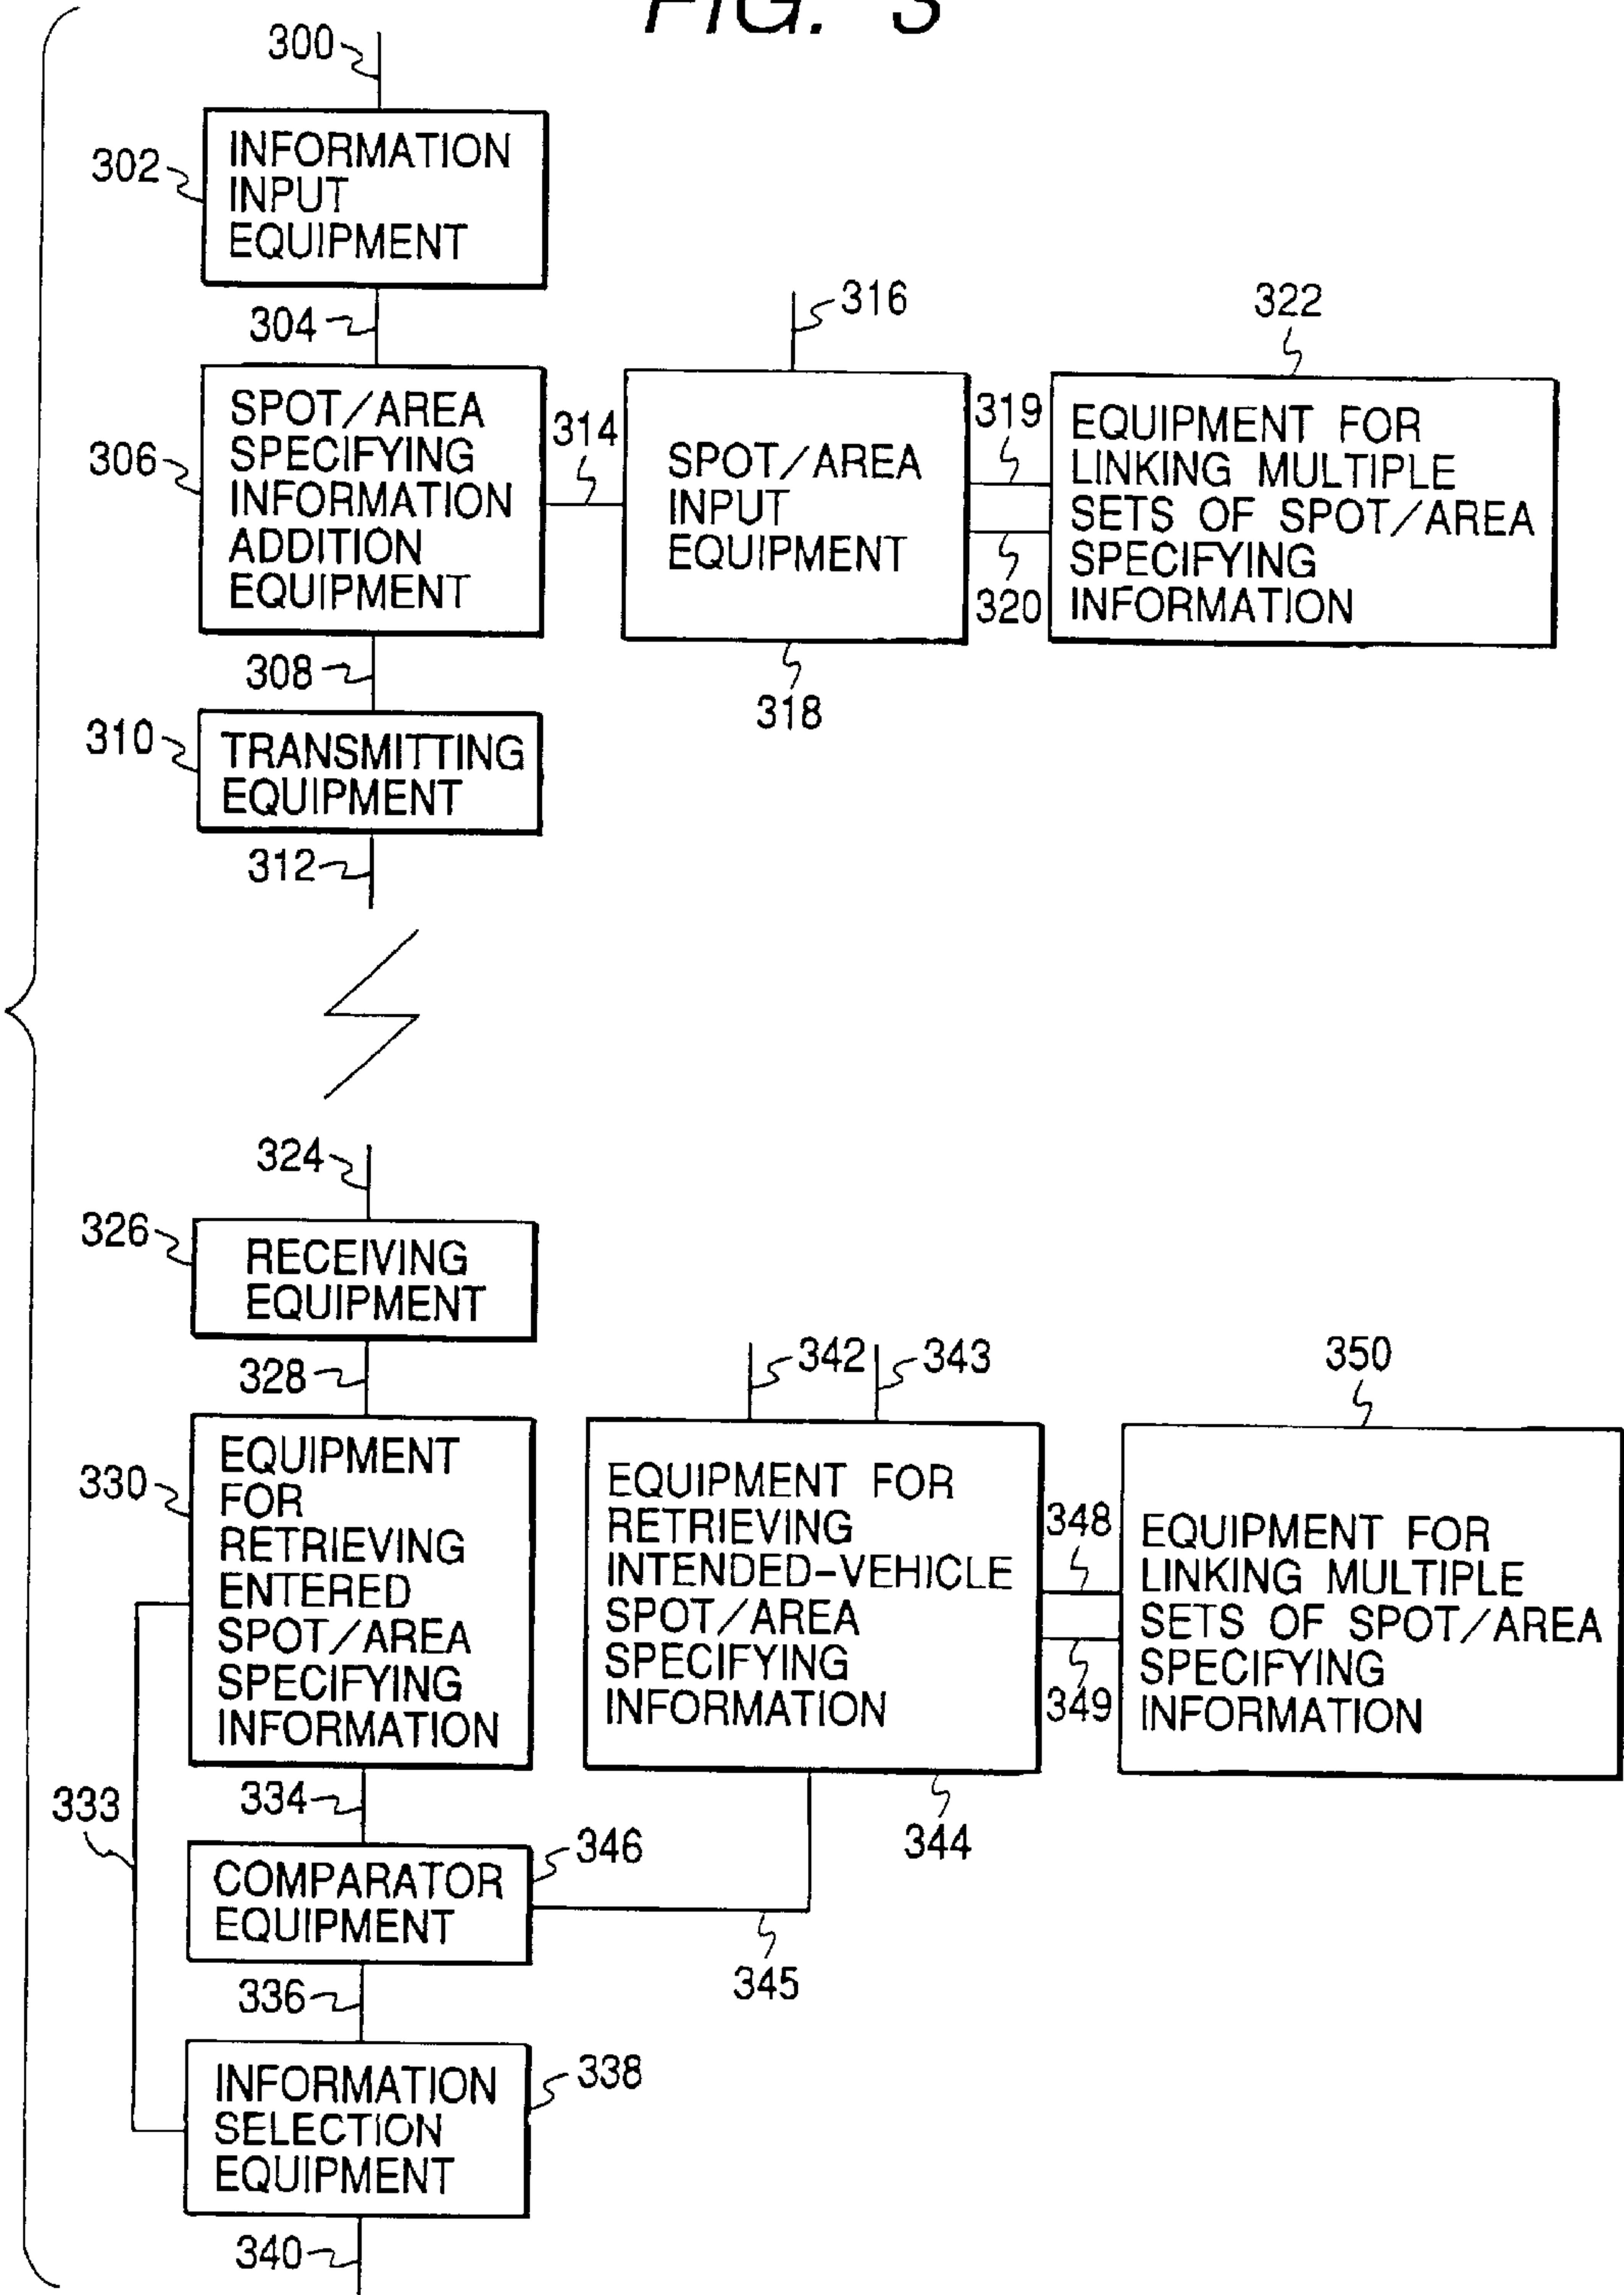 FIG. 3
300
302
INFORMATION
INPUT
EQUIPMENT
304
306
SPOT/AREA
SPECIFYING
INFORMATION
ADDITION
EQUIPMENT
314
316
SPOT/AREA
INPUT
EQUIPMENT
318
319
320
322
EQUIPMENT FOR
LINKING MULTIPLE
SETS OF SPOT/AREA
SPECIFYING
INFORMATION
308
310
TRANSMITTING
EQUIPMENT
312
324
326
RECEIVING
EQUIPMENT
328
330
EQUIPMENT
FOR
RETRIEVING
ENTERED
SPOT/AREA
SPECIFYING
INFORMATION
342
343
EQUIPMENT FOR
RETRIEVING
INTENDED-VEHICLE
SPOT/AREA
SPECIFYING
INFORMATION
344
348
349
350
EQUIPMENT FOR
LINKING MULTIPLE
SETS OF SPOT/AREA
SPECIFYING
INFORMATION
333
334
346
COMPARATOR
EQUIPMENT
345
336
338
INFORMATION
SELECTION
EQUIPMENT
340